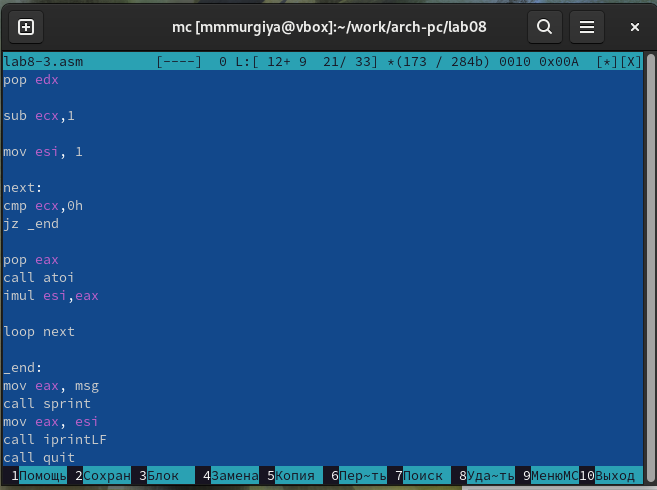 mc [mmmurgiya@vbox]:~/work/arch-pc/lab08
lab8-3.asm [----] 0 L:[ 12+ 9 21/ 33] *(173 / 284b) 0010 0x00A [*][X]
pop edx
sub ecx,1
mov esi, 1
next:
cmp ecx,0h
jz _end
pop eax
call atoi
imul esi,eax
loop next
_end:
mov eax, msg
call sprint
mov eax, esi
call iprintLF
call quit
1Помощь 2Сохран 3Блок 4Замена 5Копия 6Пер~ть 7Поиск 8Уда~ть 9МенюMC 10Выход